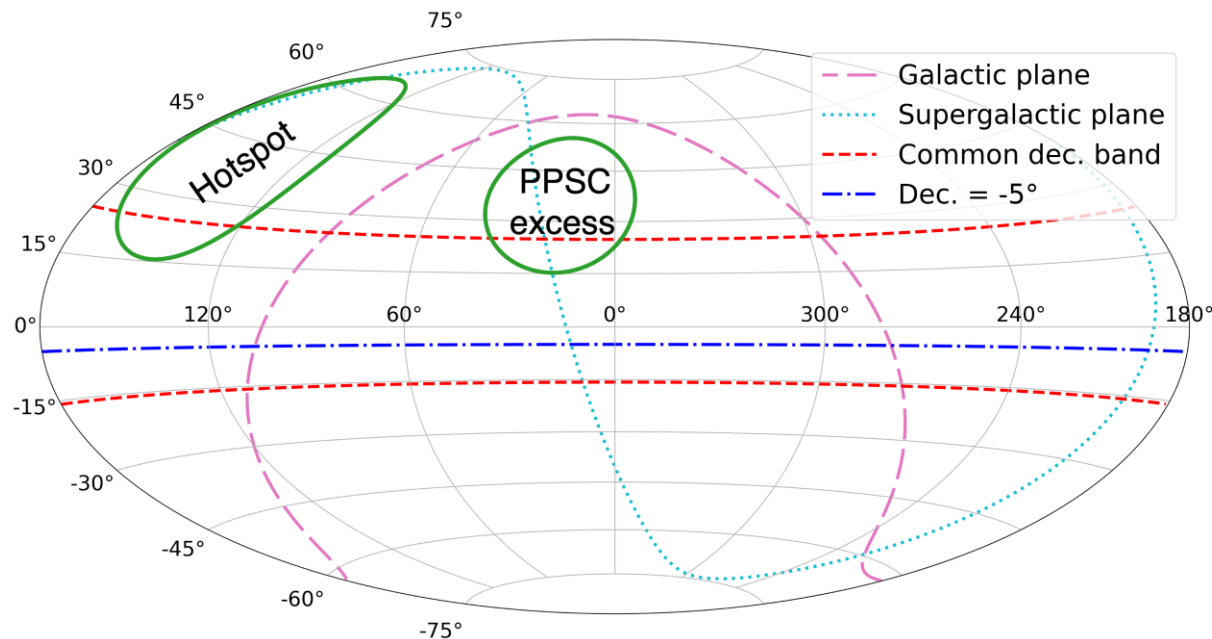 75°
60°
45°
30°
15°
0°
-15°
-30°
-45°
-60°
-75°
120°
60°
0°
300°
240°
180°
Hotspot
PPSC
excess
Galactic plane
Supergalactic plane
Common dec. band
Dec. = -5°